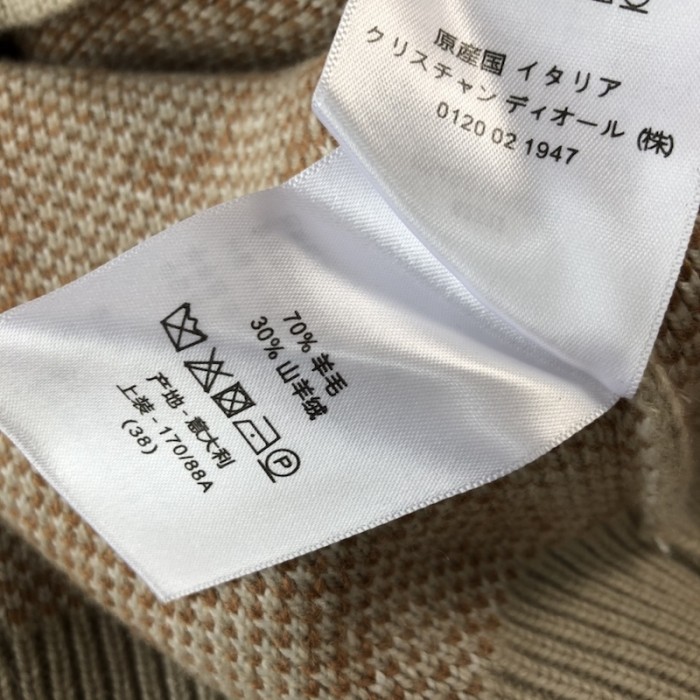 原産国 イタリア
クリスチャン ディオール (株)
0120 02 1947
70% 羊毛
30% 山羊绒
P
产地 - 意大利
上装 - 170/88A
(38)